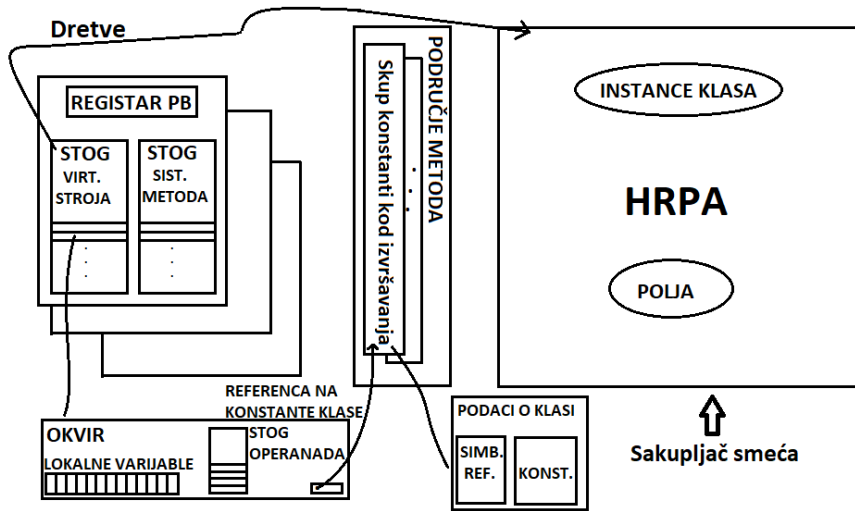 Dretve
REGISTAR PB
STOG
VIRT.
STROJA
STOG
SIST.
METODA
PODRUČJE METODA
Skup konstanti kod izvršavanja
INSTANCE KLASA
HRPA
POLJA
REFERENCA NA
KONSTANTE KLASE
OKVIR
STOG
OPERANADA
LOKALNE VARIJABLE
PODACI O KLASI
SIMB.
REF.
KONST.
Sakupljač smeća